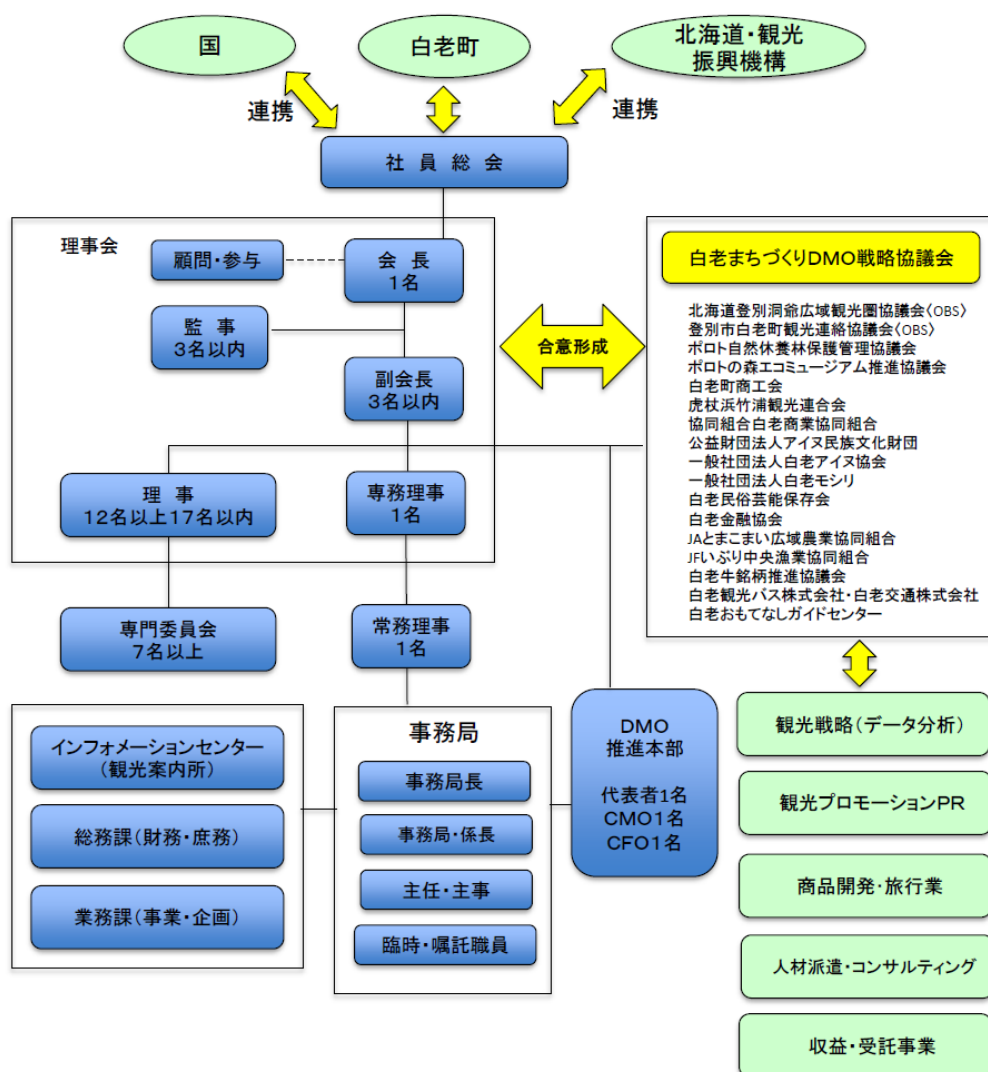 国
白老町
北海道・観光
振興機構
連携
連携
社 員 総 会
理事会
顧問・参与
会 長
1名
監 事
3名以内
副会長
3名以内
理 事
12名以上17名以内
専務理事
1名
専門委員会
7名以上
常務理事
1名
合意形成
白老まちづくりDMO戦略協議会
北海道登別洞爺広域観光圏協議会〈OBS〉
登別市白老町観光連絡協議会〈OBS〉
ポロト自然休養林保護管理協議会
ポロトの森エコミュージアム推進協議会
白老町商工会
虎杖浜竹浦観光連合会
協同組合白老商業協同組合
公益財団法人アイヌ民族文化財団
一般社団法人白老アイヌ協会
一般社団法人白老モシリ
白老民俗芸能保存会
白老金融協会
JAとまこまい広域農業協同組合
JFいぶり中央漁業協同組合
白老牛銘柄推進協議会
白老観光バス株式会社・白老交通株式会社
白老おもてなしガイドセンター
インフォメーションセンター
(観光案内所)
総務課(財務・庶務)
業務課(事業・企画)
事務局
事務局長
事務局・係長
主任・主事
臨時・嘱託職員
DMO
推進本部
代表者1名
CMO1名
CFO1名
観光戦略(データ分析)
観光プロモーションPR
商品開発・旅行業
人材派遣・コンサルティング
収益・受託事業